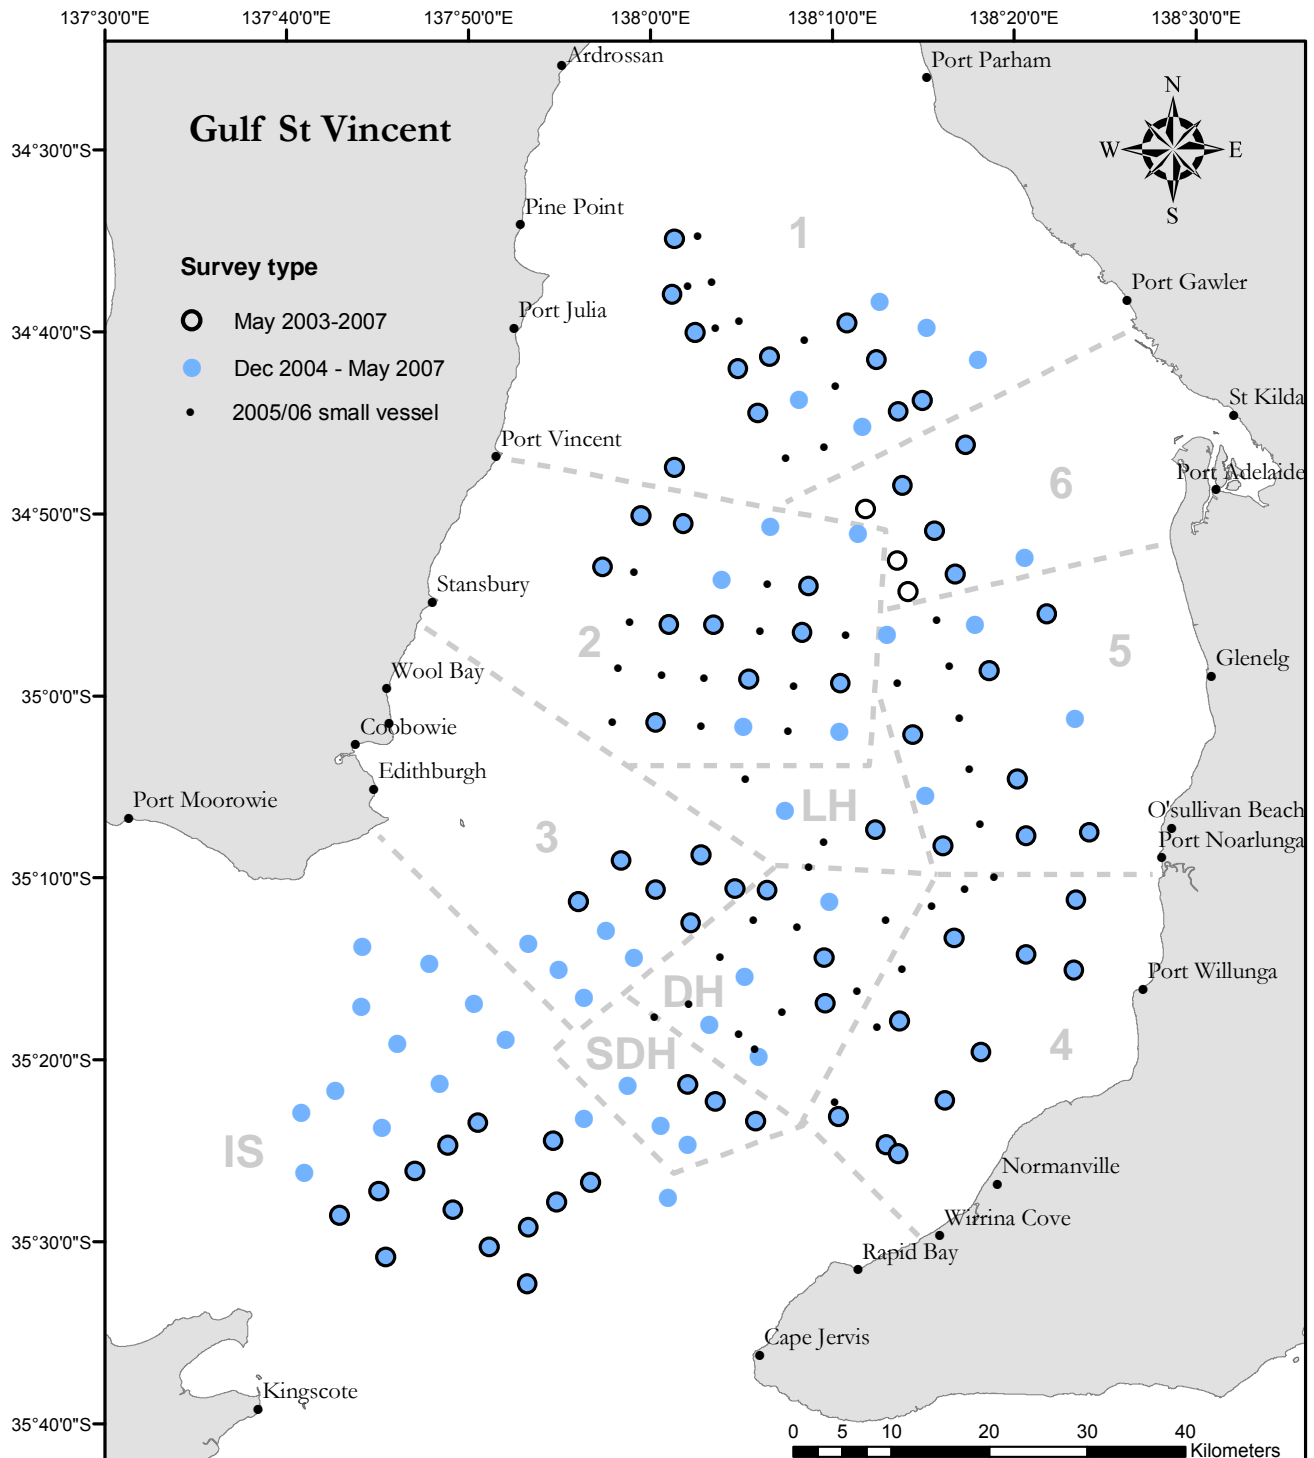 137°30'0"E 137°40'0"E 137°50'0"E 138°0'0"E 138°10'0"E 138°20'0"E 138°30'0"E
Ardrossan
Port Parham
Gulf St Vincent
N
W E
S
34°30'0"S
Pine Point
1
Survey type
Port Gawler
May 2003-2007
Port Julia
34°40'0"S
Dec 2004 - May 2007
2005/06 small vessel
St Kilda
Port Vincent
Port Adelaide
6
34°50'0"S
Stansbury
2
5
Glenelg
Wool Bay
35°0'0"S
Coobowie
Edithburgh
Port Moorowie
LH
O'sullivan Beach
3
Port Noarlunga
35°10'0"S
Port Willunga
DH
SDH
4
35°20'0"S
IS
Normanville
Wirrina Cove
35°30'0"S
Rapid Bay
Cape Jervis
Kingscote
35°40'0"S
0 5 10 20 30 40
Kilometers